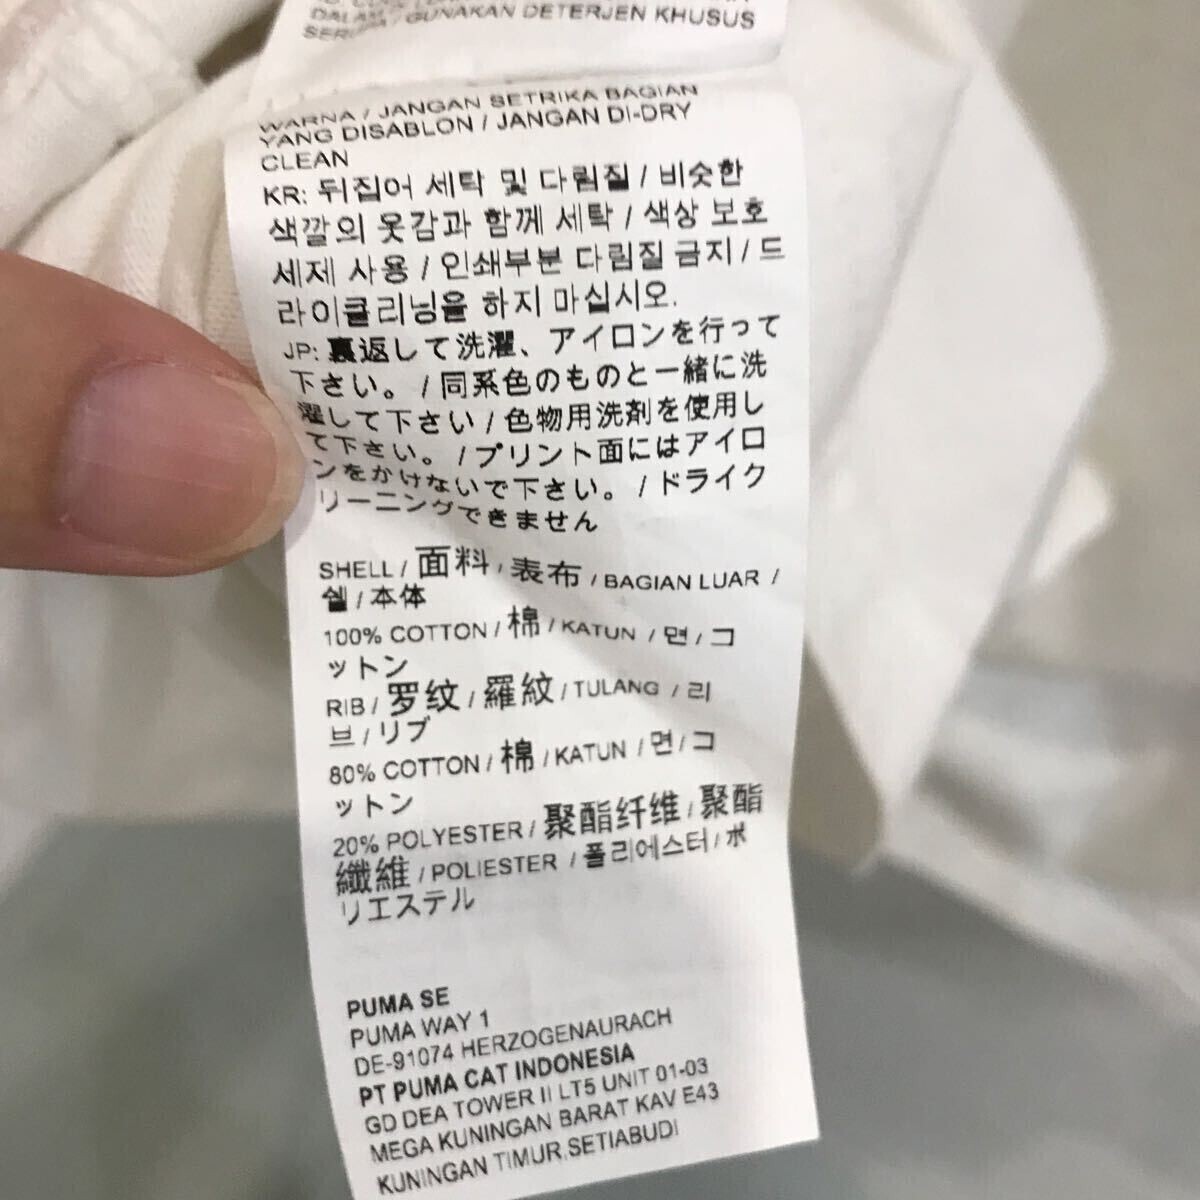 DALAM / GUNAKAN DETERJEN KHUSUS
WARNA / JANGAN SETRIKA BAGIAN
YANG DISABLON / JANGAN DI-DRY
CLEAN
KR: 뒤집어 세탁 및 다림질 / 비슷한
색깔의 옷감과 함께 세탁 / 색상 보호
세제 사용 / 인쇄부분 다림질 금지 / 드
라이클리닝을 하지 마십시오.
JP: 裏返して洗濯、アイロンを行って
下さい。 / 同系色のものと一緒に洗
濯して下さい / 色物用洗剤を使用し
て下さい。 / プリント面にはアイロ
ンをかけないで下さい。 / ドライク
リーニングできません
SHELL / 面料 / 表布 / BAGIAN LUAR /
쉘 / 本体
100% COTTON / 棉 / KATUN / 면 / コ
ットン
RIB / 罗纹 / 羅紋 / TULANG / 리
브 / リブ
80% COTTON / 棉 / KATUN / 면 / コ
ットン
20% POLYESTER / 聚酯纤维 / 聚酯
纖維 / POLIESTER / 폴리에스터 / ポ
リエステル
PUMA SE
PUMA WAY 1
DE-91074 HERZOGENAURACH
PT PUMA CAT INDONESIA
GD DEA TOWER II LT5 UNIT 01-03
MEGA KUNINGAN BARAT KAV E43
KUNINGAN TIMUR.SETIABUDI